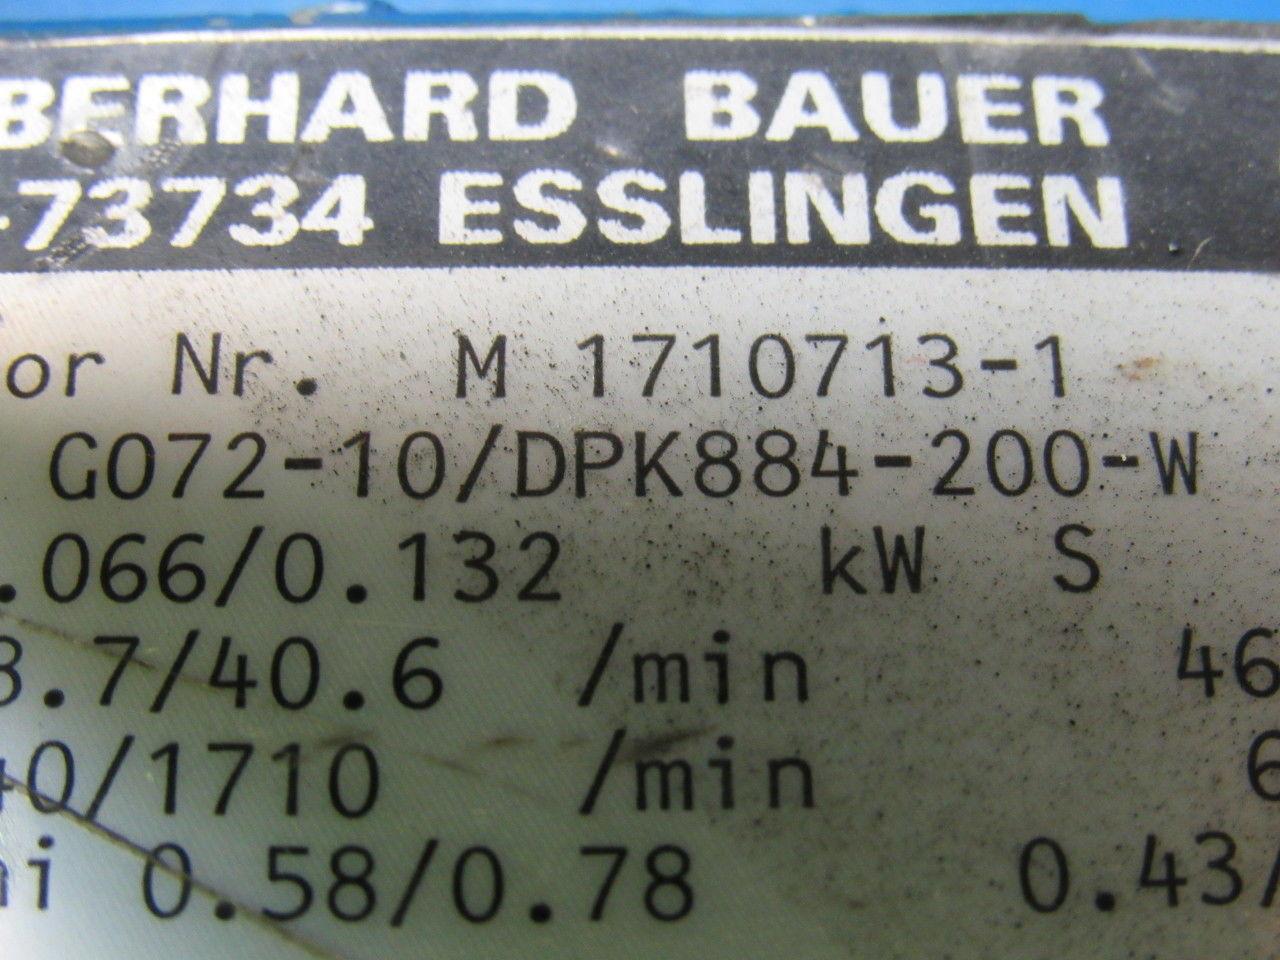 BERHARD BAUER
-73734 ESSLINGEN
or Nr. M 1710713-1
G072-10/DPK884-200-W
.066/0.132 kW S
8.7/40.6 /min 46
40/1710 /min 6
ni 0.58/0.78 0.43/